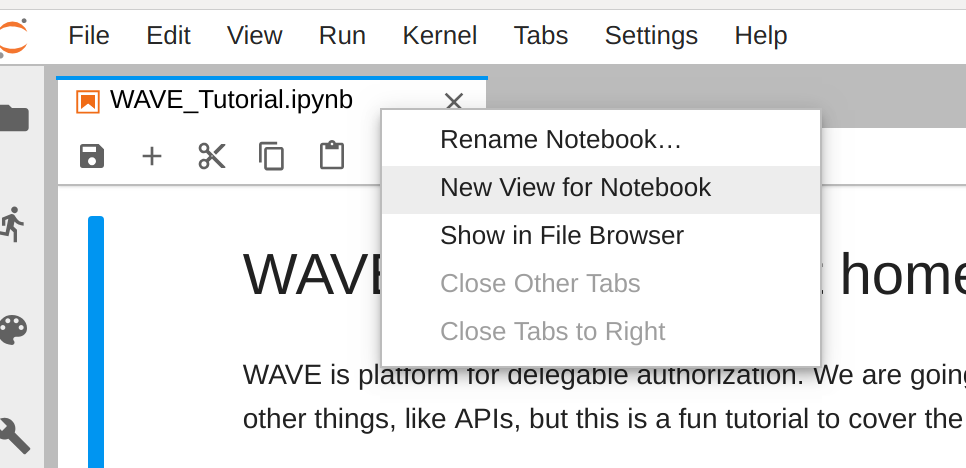 File Edit View Run Kernel Tabs Settings Help
WAVE_Tutorial.ipynb
Rename Notebook…
New View for Notebook
Show in File Browser
Close Other Tabs
Close Tabs to Right
WAVE home
WAVE is platform for delegable authorization. We are going
other things, like APIs, but this is a fun tutorial to cover the